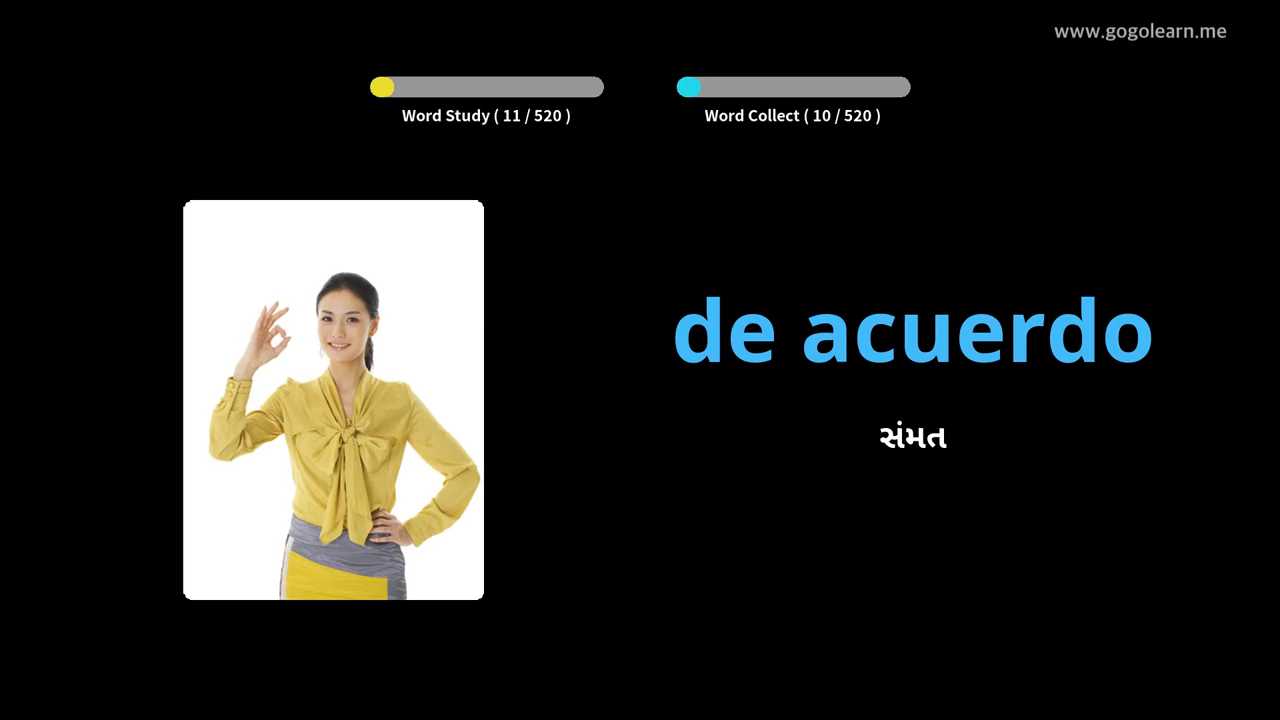 www.gogolearn.me
Word Study ( 11 / 520 )
Word Collect ( 10 / 520 )
de acuerdo
સંમત